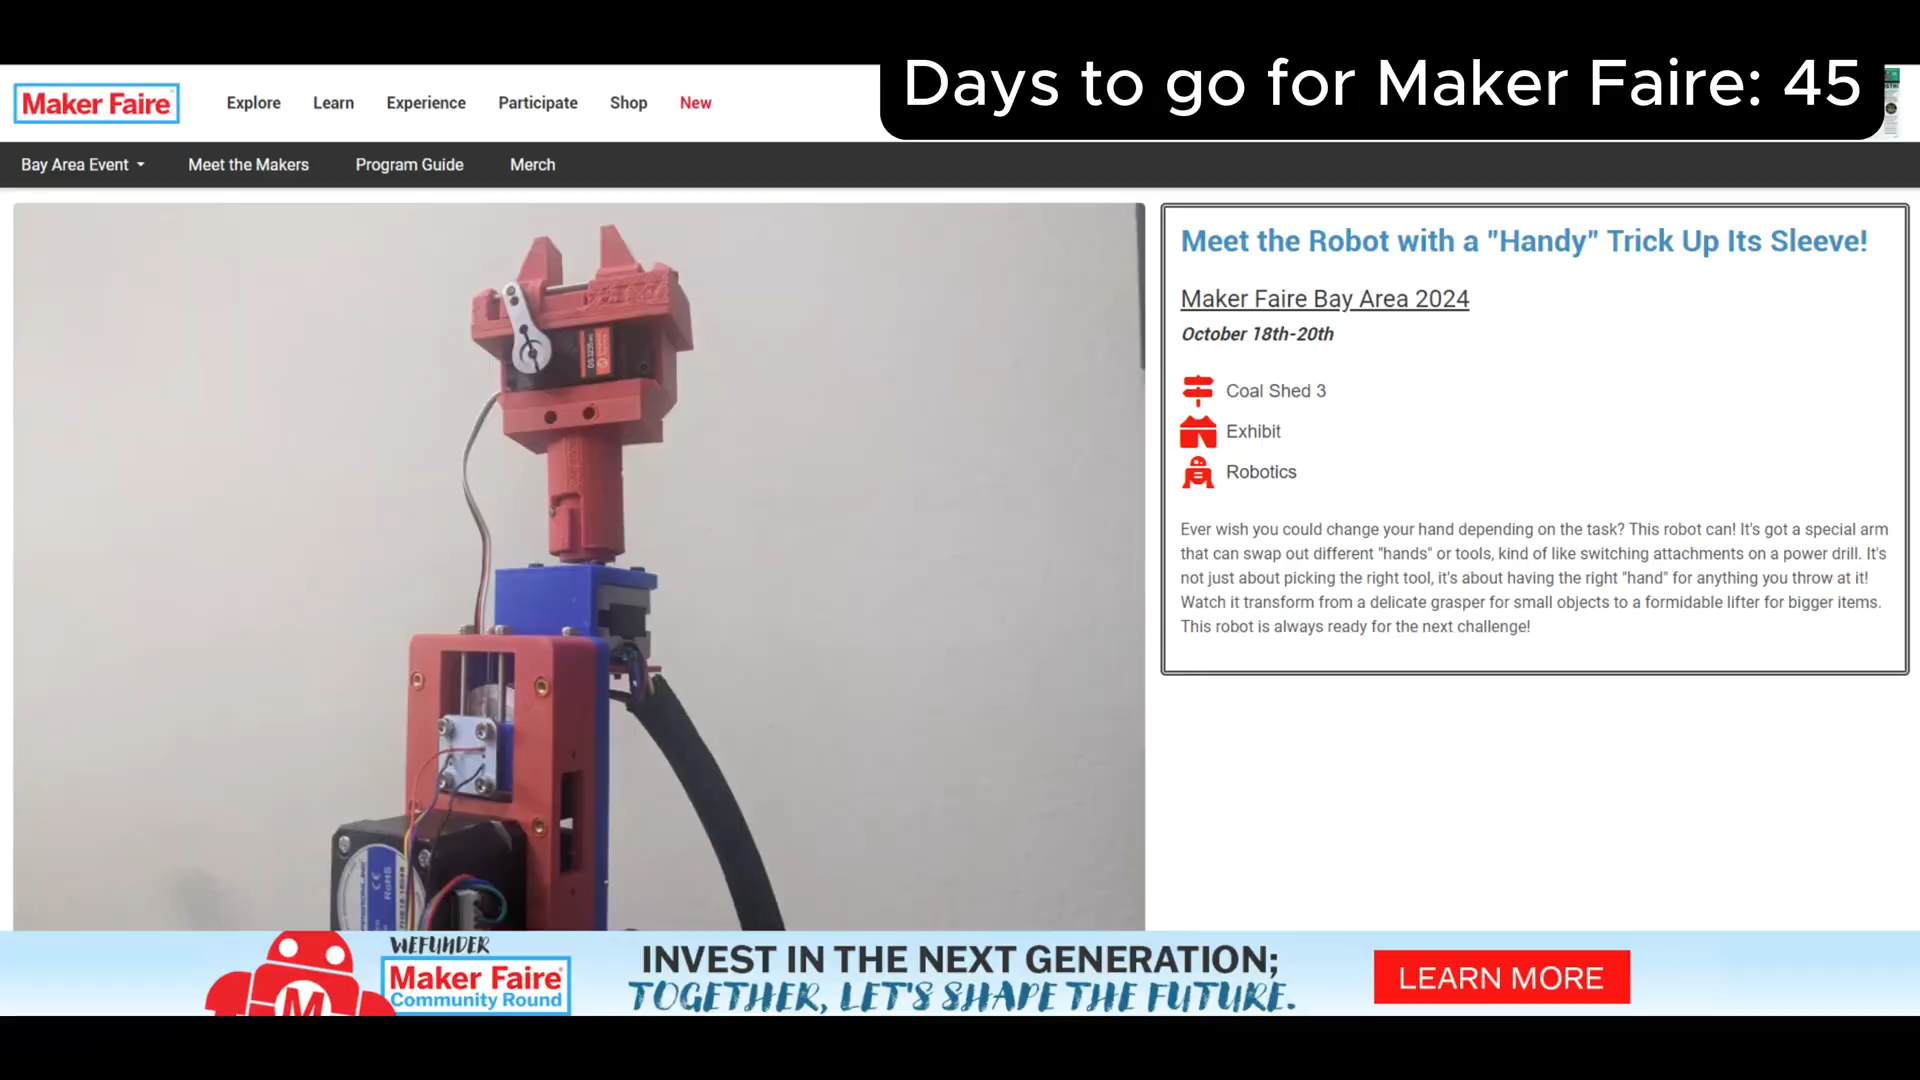 Days to go for Maker Faire: 45
Maker Faire
Explore Learn Experience Participate Shop New
Bay Area Event Meet the Makers Program Guide Merch
Meet the Robot with a "Handy" Trick Up Its Sleeve!
Maker Faire Bay Area 2024
October 18th-20th
Coal Shed 3
Exhibit
Robotics
Ever wish you could change your hand depending on the task? This robot can! It's got a special arm
that can swap out different "hands" or tools, kind of like switching attachments on a power drill. It's
not just about picking the right tool, it's about having the right "hand" for anything you throw at it!
Watch it transform from a delicate grasper for small objects to a formidable lifter for bigger items.
This robot is always ready for the next challenge!
CE
RoHS
WEFUNDER
Maker Faire
Community Round
M
INVEST IN THE NEXT GENERATION;
TOGETHER, LET'S SHAPE THE FUTURE.
LEARN MORE